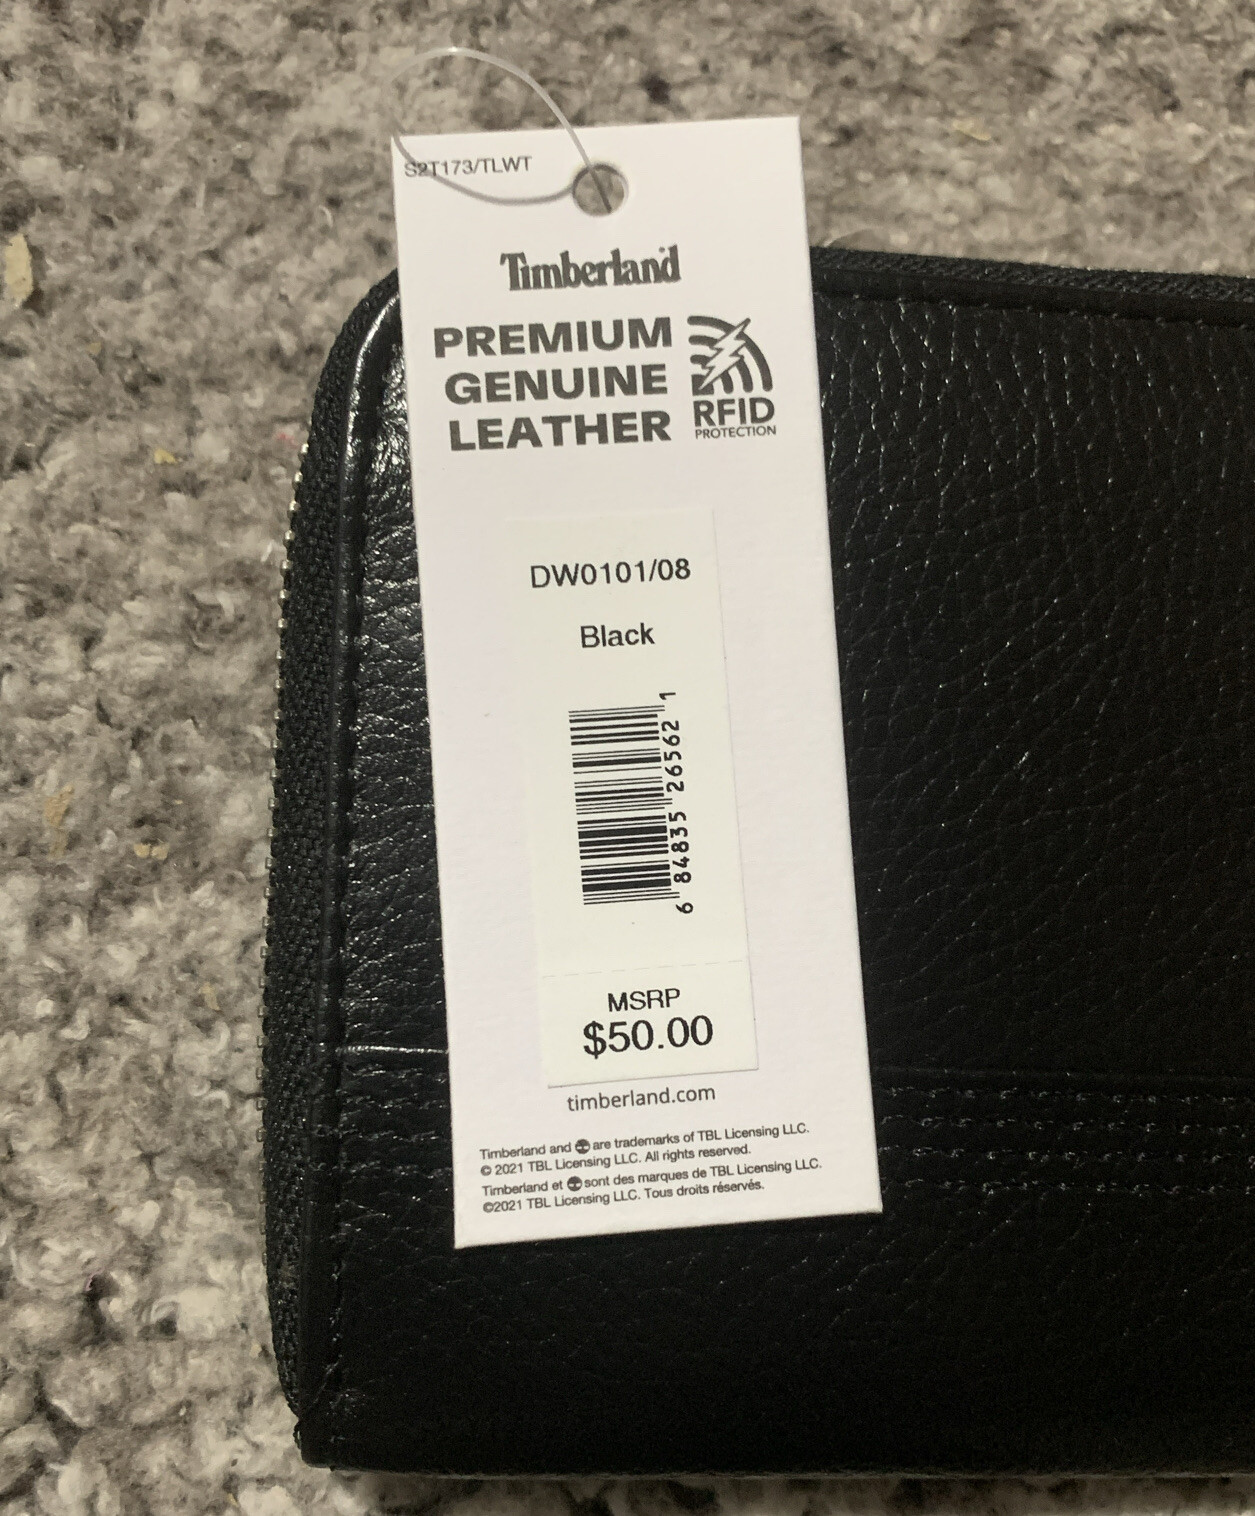 S2T173/TLWT
Timberland
PREMIUM
GENUINE
LEATHER
RFID
PROTECTION
DW0101/08
Black
6 84835 26562 1
MSRP
$50.00
timberland.com
Timberland and are trademarks of TBL Licensing LLC.
© 2021 TBL Licensing LLC. All rights reserved.
Timberland et sont des marques de TBL Licensing LLC.
©2021 TBL Licensing LLC. Tous droits réservés.